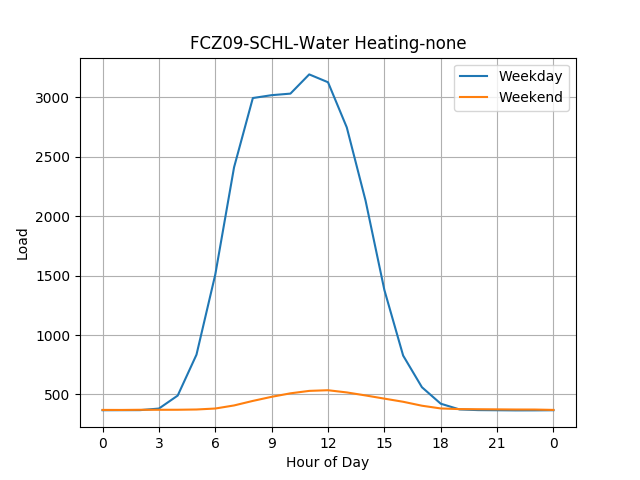 FCZ09-SCHL-Water Heating-none
Weekday
Weekend
3000
2500
2000
1500
1000
500
Load
0 3 6 9 12 15 18 21 0
Hour of Day